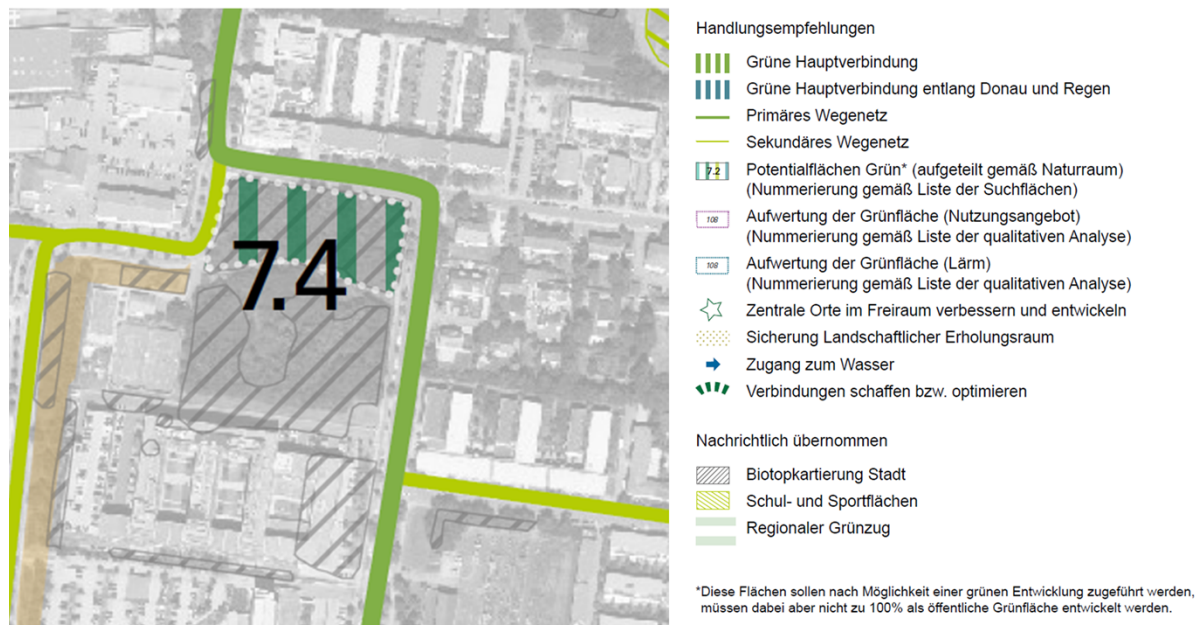 7.4
Handlungsempfehlungen
Grüne Hauptverbindung
Grüne Hauptverbindung entlang Donau und Regen
Primäres Wegenetz
Sekundäres Wegenetz
7.2
Potentialflächen Grün* (aufgeteilt gemäß Naturraum)
(Nummerierung gemäß Liste der Suchflächen)
108
Aufwertung der Grünfläche (Nutzungsangebot)
(Nummerierung gemäß Liste der qualitativen Analyse)
108
Aufwertung der Grünfläche (Lärm)
(Nummerierung gemäß Liste der qualitativen Analyse)
Zentrale Orte im Freiraum verbessern und entwickeln
Sicherung Landschaftlicher Erholungsraum
Zugang zum Wasser
Verbindungen schaffen bzw. optimieren
Nachrichtlich übernommen
Biotopkartierung Stadt
Schul- und Sportflächen
Regionaler Grünzug
*Diese Flächen sollen nach Möglichkeit einer grünen Entwicklung zugeführt werden,
müssen dabei aber nicht zu 100% als öffentliche Grünfläche entwickelt werden.